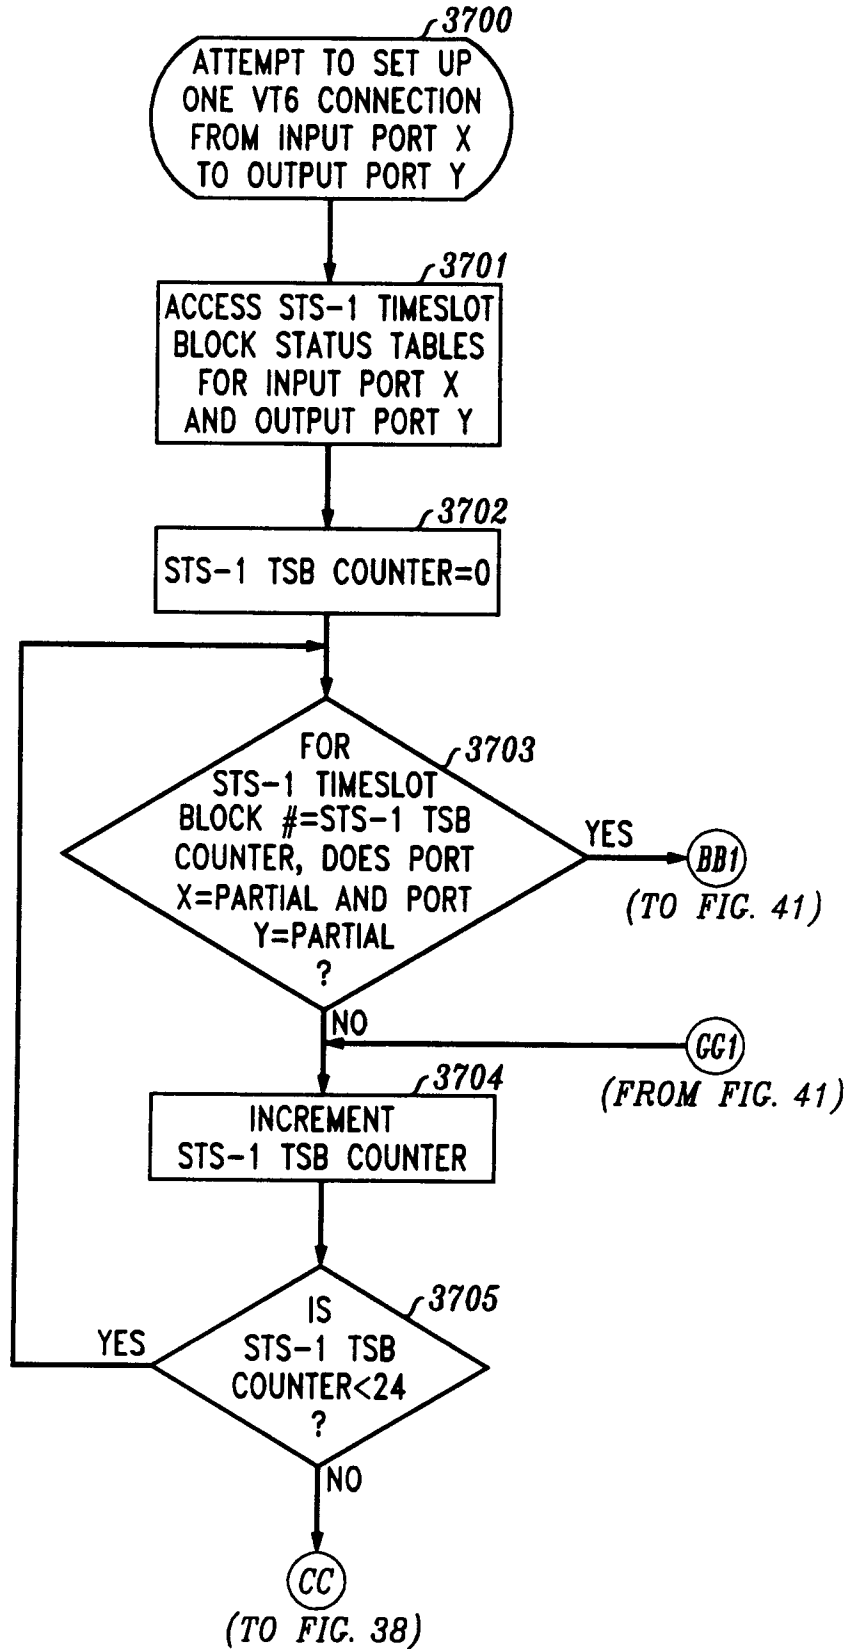 3700
ATTEMPT TO SET UP
ONE VT6 CONNECTION
FROM INPUT PORT X
TO OUTPUT PORT Y
3701
ACCESS STS-1 TIMESLOT
BLOCK STATUS TABLES
FOR INPUT PORT X
AND OUTPUT PORT Y
3702
STS-1 TSB COUNTER=0
3703
FOR
STS-1 TIMESLOT
BLOCK #=STS-1 TSB
COUNTER, DOES PORT
X=PARTIAL AND PORT
Y=PARTIAL
?
YES
BB1
(TO FIG. 41)
NO
GG1
(FROM FIG. 41)
3704
INCREMENT
STS-1 TSB COUNTER
3705
IS
STS-1 TSB
COUNTER<24
?
YES
NO
CC
(TO FIG. 38)